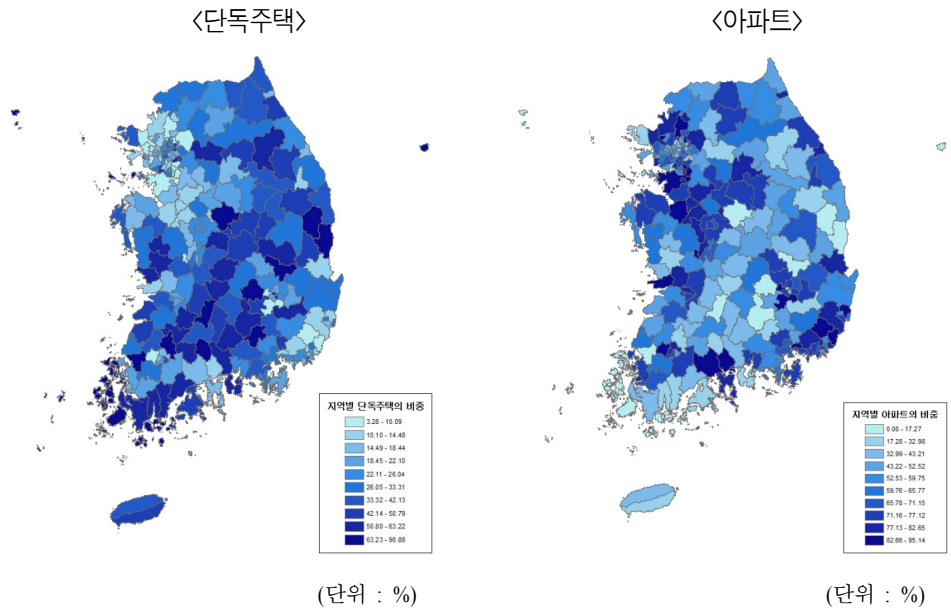 〈단독주택〉
〈아파트〉
지역별 단독주택의 비중
3.28 - 10.09
10.10 - 14.48
14.49 - 18.44
18.45 - 22.10
22.11 - 26.04
26.05 - 33.31
33.32 - 42.13
42.14 - 50.79
50.80 - 63.22
63.23 - 90.88
지역별 아파트의 비중
0.00 - 17.27
17.28 - 32.98
32.99 - 43.21
43.22 - 52.52
52.53 - 59.75
59.76 - 65.77
65.78 - 71.15
71.16 - 77.12
77.13 - 82.65
82.66 - 95.14
(단위 : %)
(단위 : %)